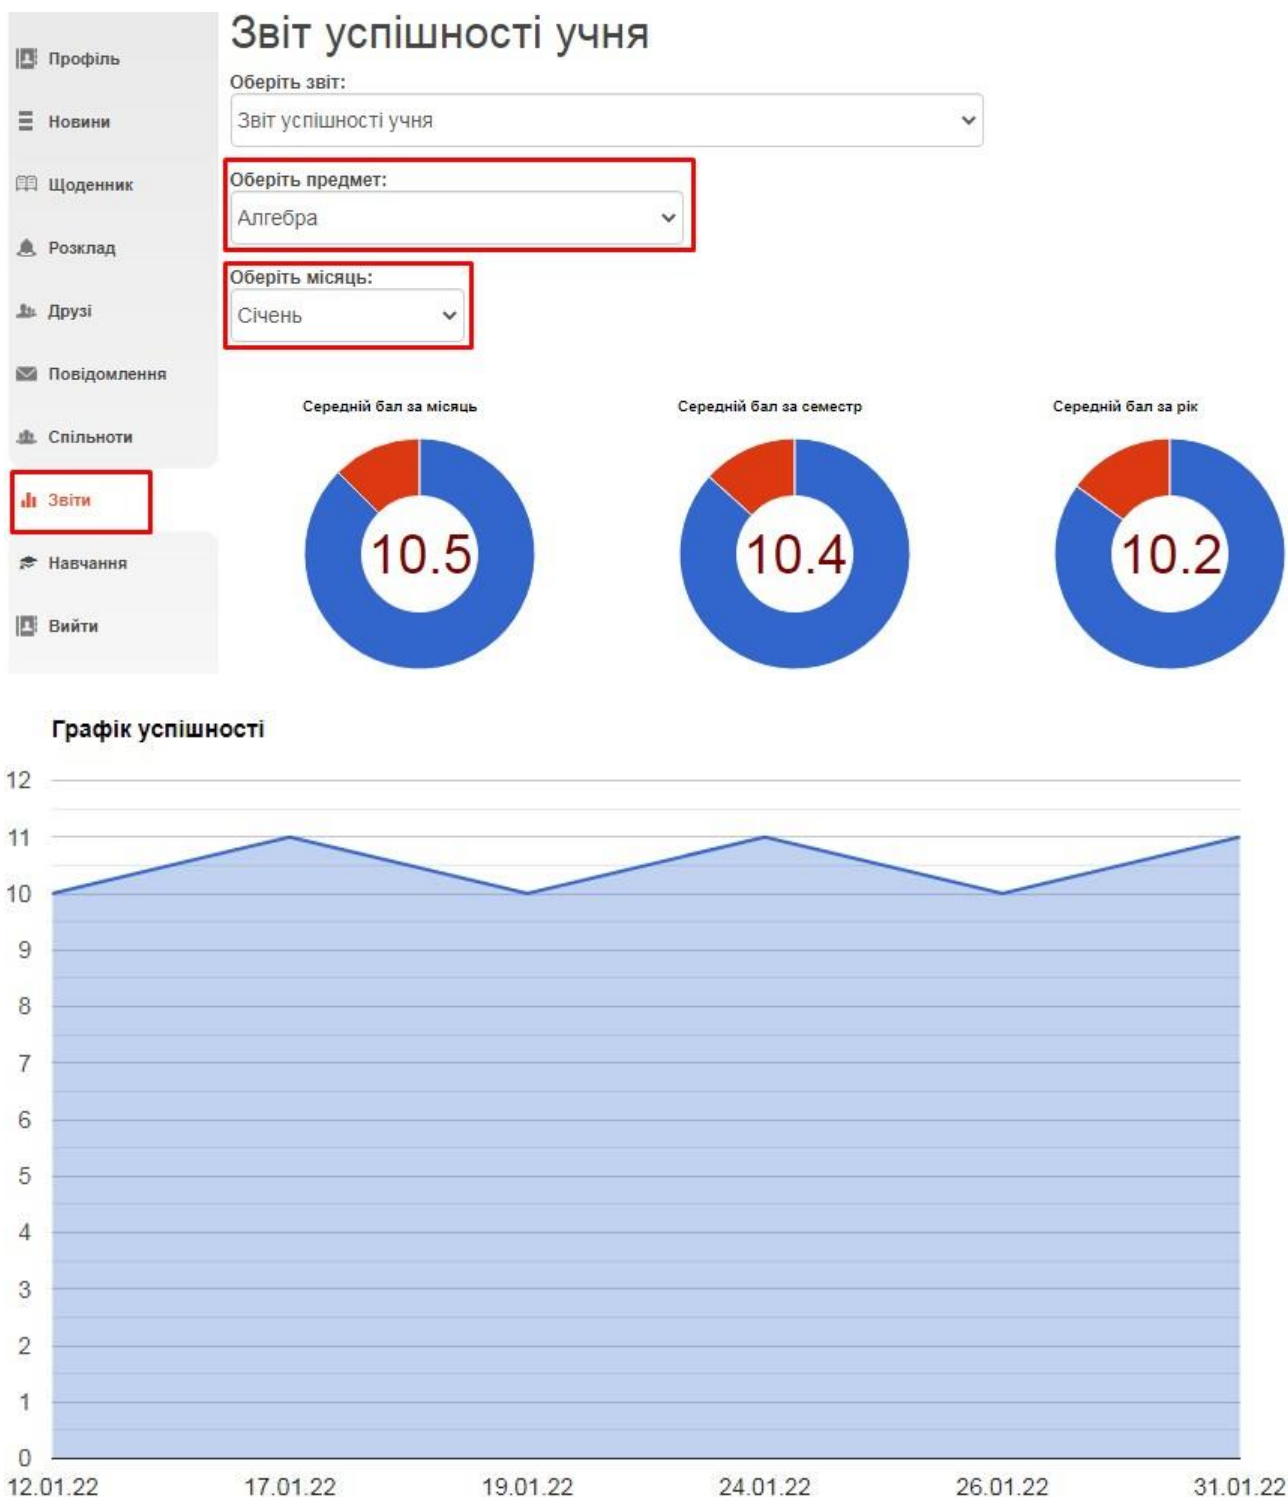 Звіт успішності учня
Профіль
Новини
Щоденник
Розклад
Друзі
Повідомлення
Спільноти
Звіти
Навчання
Вийти
Оберіть звіт:
Звіт успішності учня
Оберіть предмет:
Алгебра
Оберіть місяць:
Січень
Середній бал за місяць
10.5
Середній бал за семестр
10.4
Середній бал за рік
10.2
Графік успішності
12
11
10
9
8
7
6
5
4
3
2
1
0
12.01.22 17.01.22 19.01.22 24.01.22 26.01.22 31.01.22